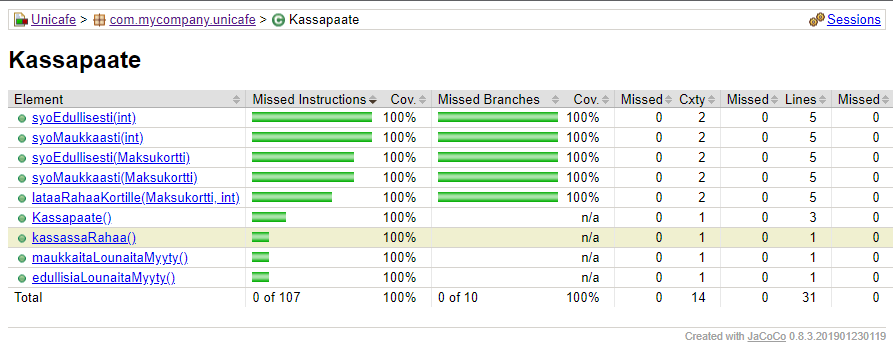 Unicafe > com.mycompany.unicafe > Kassapaate Sessions
Kassapaate
Element Missed Instructions Cov. Missed Branches Cov. Missed Cxty Missed Lines Missed
syoEdullisesti(int) 100% 100% 0 2 0 5 0
syoMaukkaasti(int) 100% 100% 0 2 0 5 0
syoEdullisesti(Maksukortti) 100% 100% 0 2 0 5 0
syoMaukkaasti(Maksukortti) 100% 100% 0 2 0 5 0
lataaRahaaKortille(Maksukortti, int) 100% 100% 0 2 0 5 0
Kassapaate() 100% n/a 0 1 0 3 0
kassassaRahaa() 100% n/a 0 1 0 1 0
maukkaitaLounaitaMyyty() 100% n/a 0 1 0 1 0
edullisiaLounaitaMyyty() 100% n/a 0 1 0 1 0
Total 0 of 107 100% 0 of 10 100% 0 14 0 31 0
Created with JaCoCo 0.8.3.201901230119